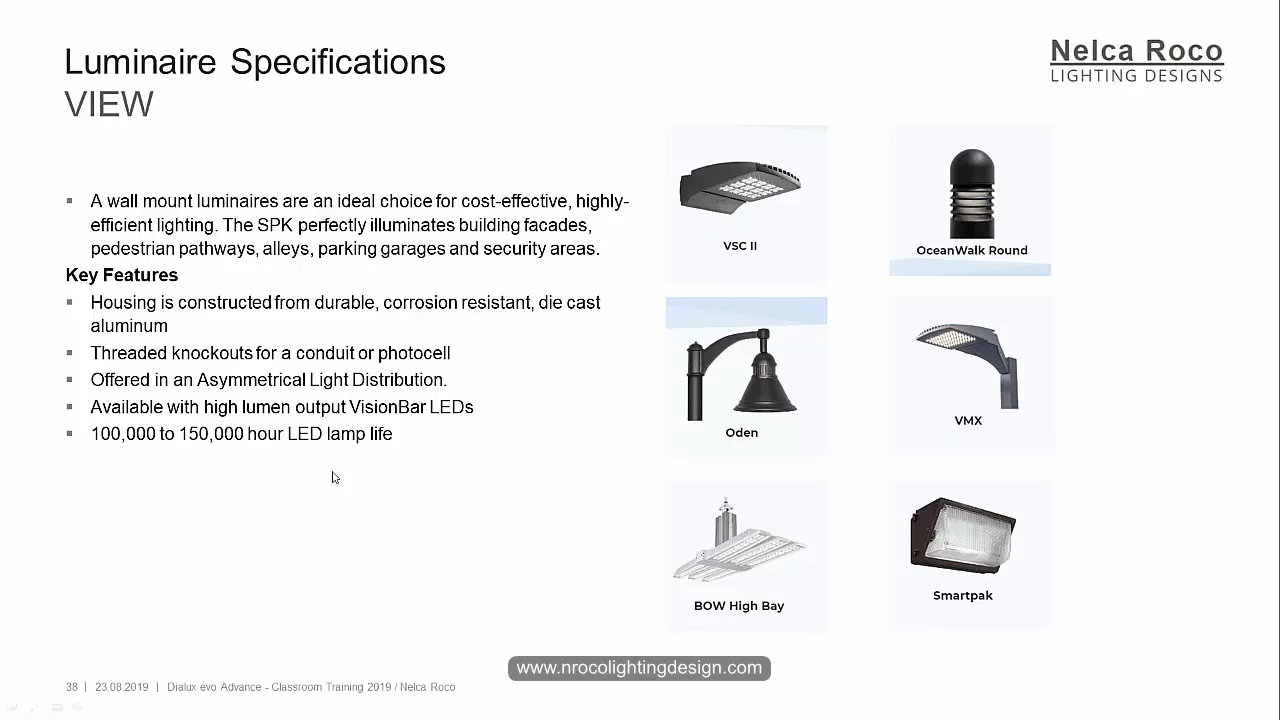 Luminaire Specifications
VIEW
Nelca Roco
LIGHTING DESIGNS
A wall mount luminaires are an ideal choice for cost-effective, highly-
efficient lighting. The SPK perfectly illuminates building facades,
pedestrian pathways, alleys, parking garages and security areas.
Key Features
Housing is constructed from durable, corrosion resistant, die cast
aluminum
Threaded knockouts for a conduit or photocell
Offered in an Asymmetrical Light Distribution.
Available with high lumen output VisionBar LEDs
100,000 to 150,000 hour LED lamp life
VSC II
OceanWalk Round
Oden
VMX
BOW High Bay
Smartpak
www.nrocolightingdesign.com
38 | 23.08.2019 | Dialux evo Advance - Classroom Training 2019 / Nelca Roco